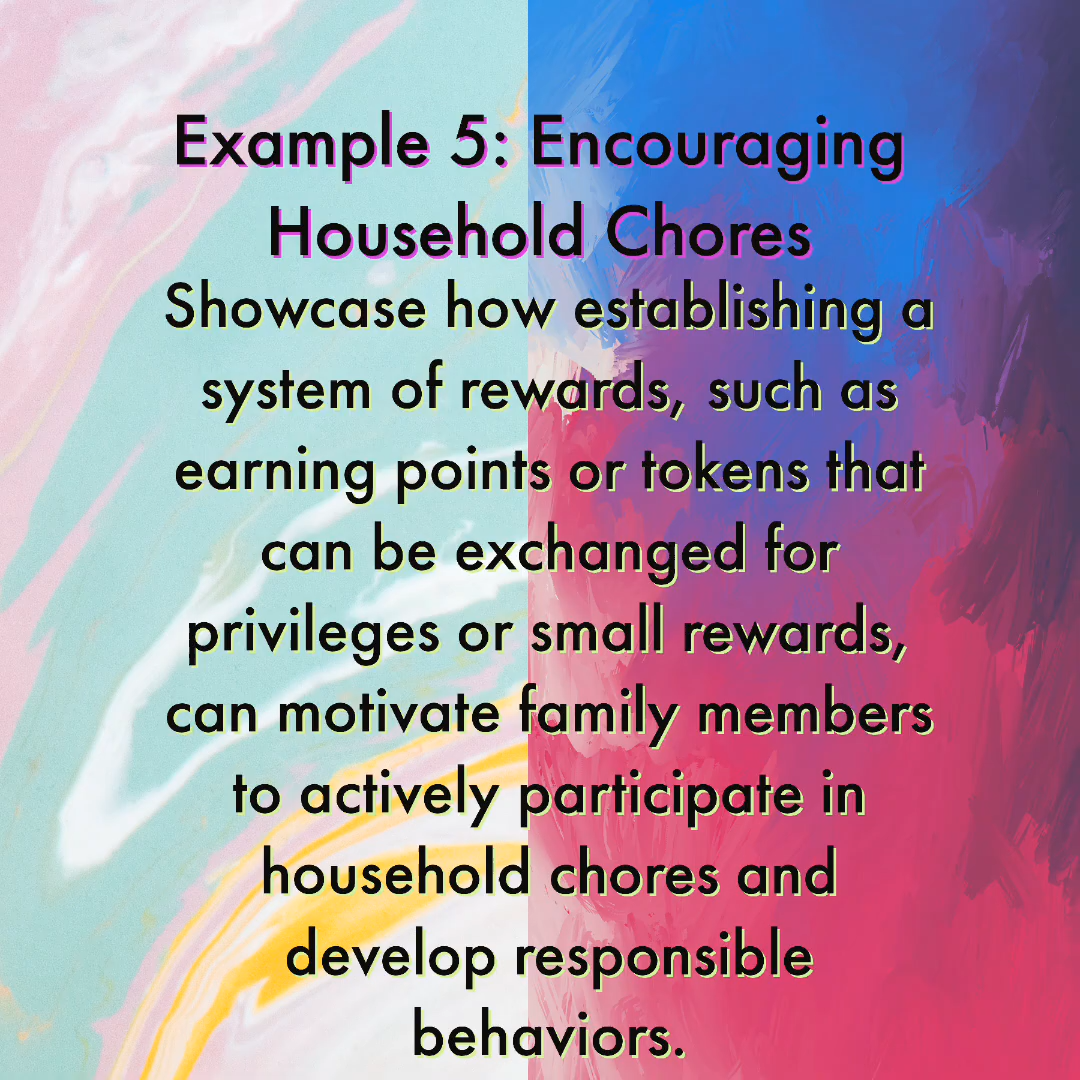 Example 5: Encouraging
Household Chores
Showcase how establishing a
system of rewards, such as
earning points or tokens that
can be exchanged for
privileges or small rewards,
can motivate family members
to actively participate in
household chores and
develop responsible
behaviors.